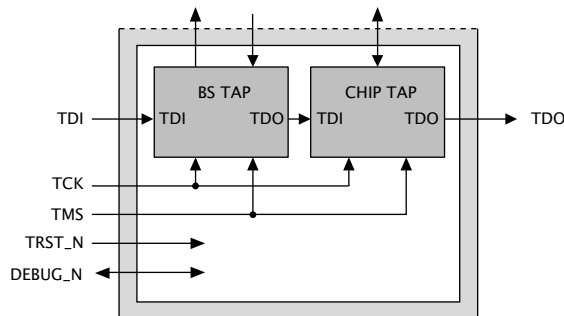 BS TAP
CHIP TAP
TDI
TDI
TDO
TDI
TDO
TDO
TCK
TMS
TRST_N
DEBUG_N